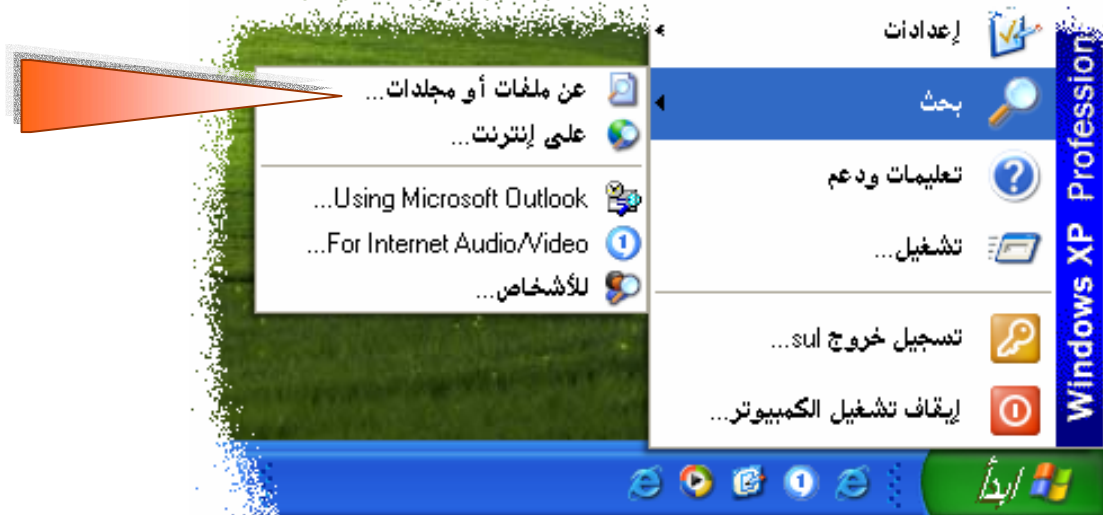 إعدادات
بحث
تعليمات ودعم
تشغيل...
تسجيل خروج sul...
إيقاف تشغيل الكمبيوتر...
عن ملفات أو مجلدات...
على إنترنت...
Using Microsoft Outlook...
For Internet Audio/Video...
للأشخاص...
Windows XP Profession
ابدأ